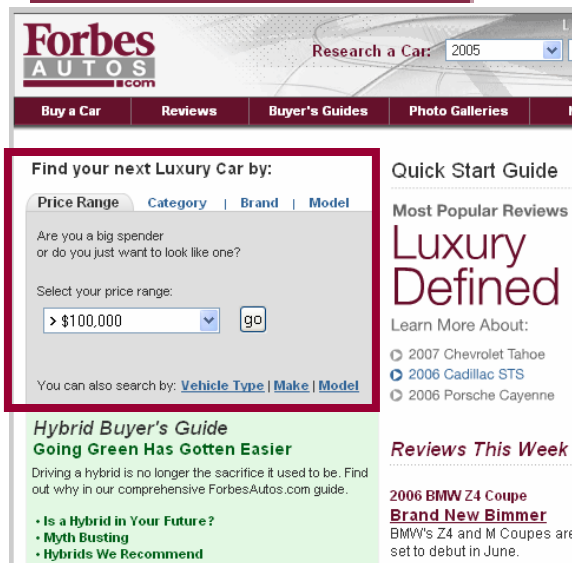 Forbes
AUTOS
.com
Research a Car: 2005
Buy a Car Reviews Buyer's Guides Photo Galleries
Find your next Luxury Car by:
Price Range Category | Brand | Model
Are you a big spender
or do you just want to look like one?
Select your price range:
> $100,000 go
You can also search by: Vehicle Type | Make | Model
Hybrid Buyer's Guide
Going Green Has Gotten Easier
Driving a hybrid is no longer the sacrifice it used to be. Find
out why in our comprehensive ForbesAutos.com guide.
• Is a Hybrid in Your Future?
• Myth Busting
• Hybrids We Recommend
Quick Start Guide
Most Popular Reviews
Luxury
Defined
Learn More About:
2007 Chevrolet Tahoe
2006 Cadillac STS
2006 Porsche Cayenne
Reviews This Week
2006 BMW Z4 Coupe
Brand New Bimmer
BMW's Z4 and M Coupes are
set to debut in June.